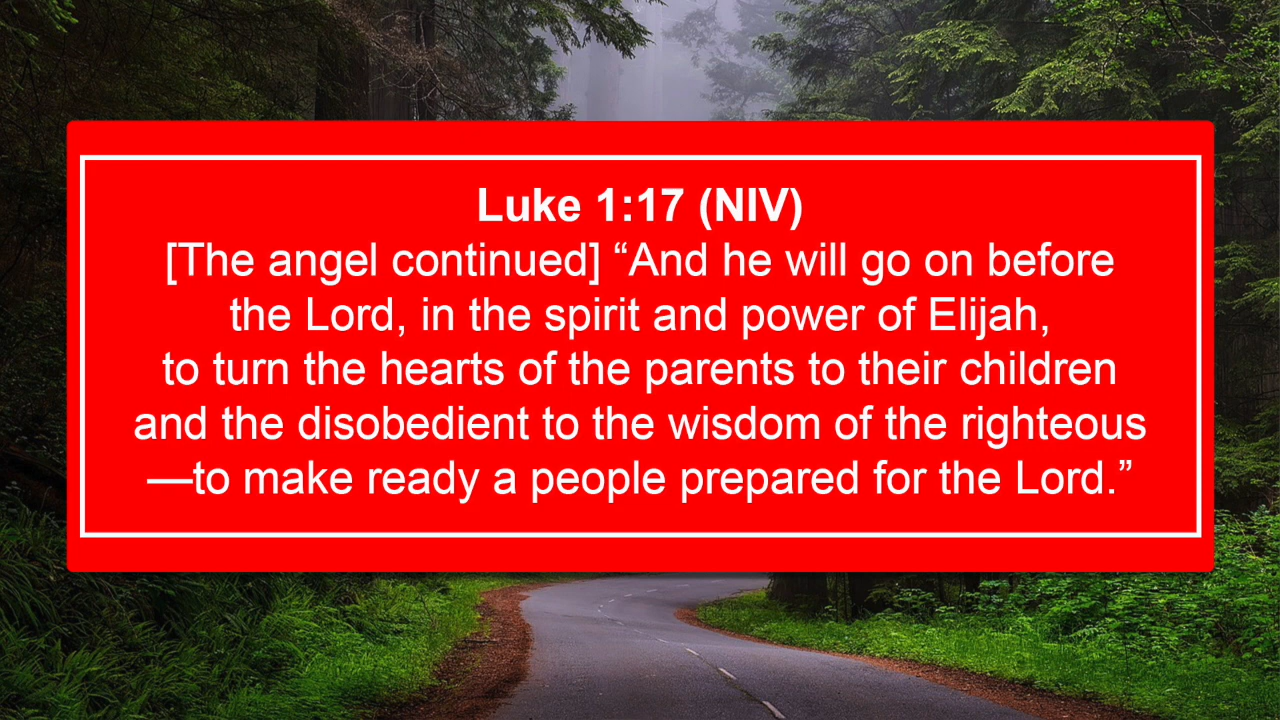 Luke 1:17 (NIV)
[The angel continued] “And he will go on before
the Lord, in the spirit and power of Elijah,
to turn the hearts of the parents to their children
and the disobedient to the wisdom of the righteous
—to make ready a people prepared for the Lord.”